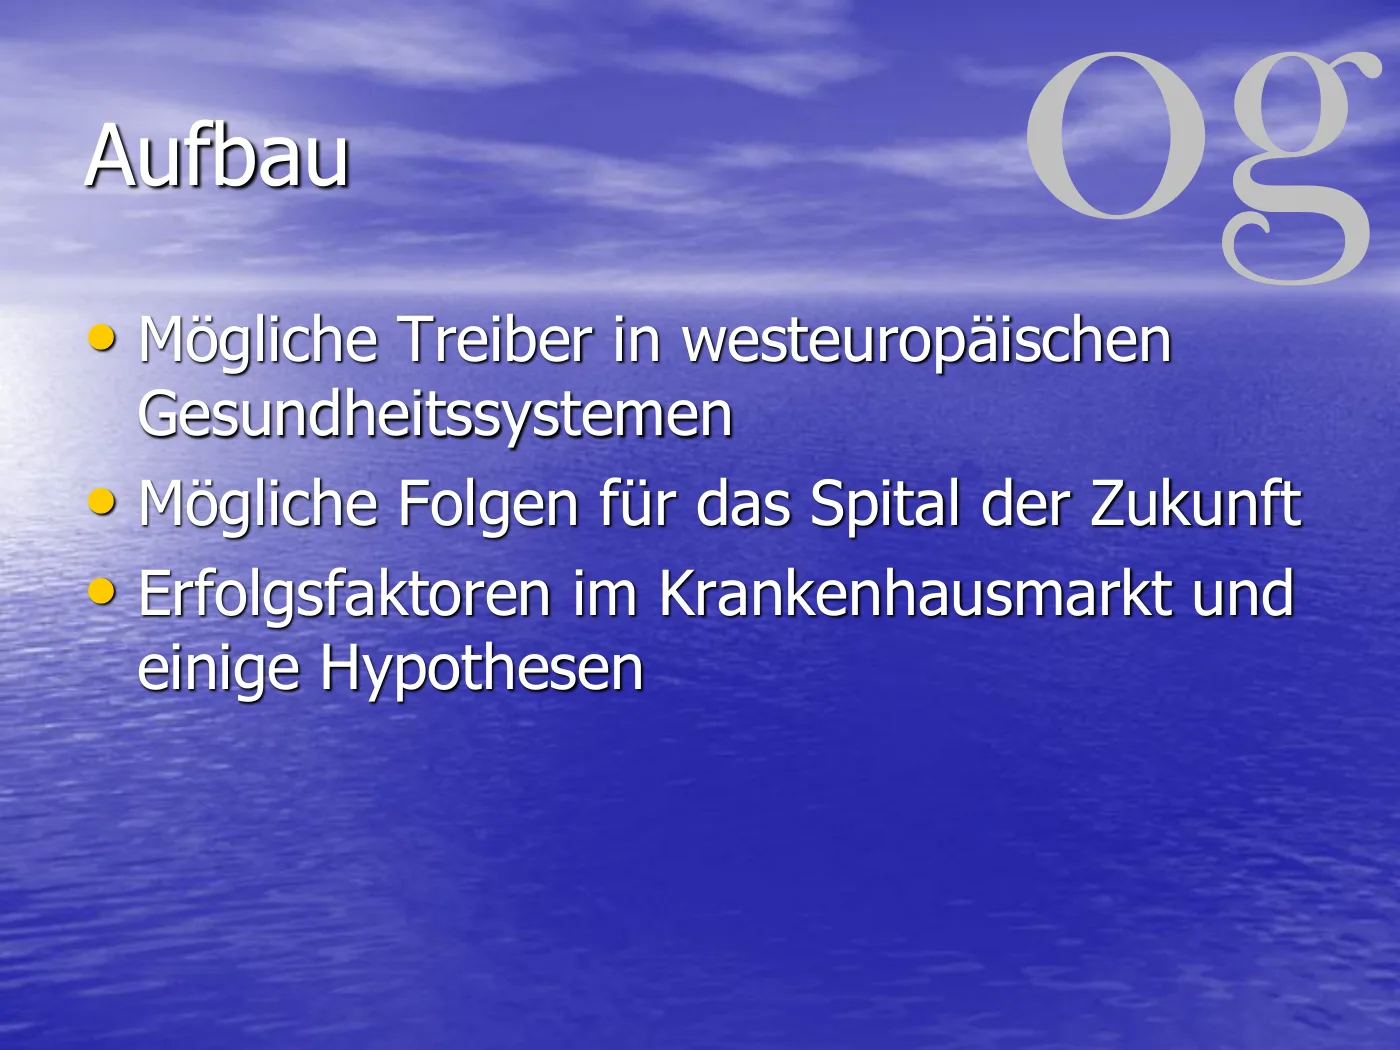 og
Aufbau
• Mögliche Treiber in westeuropäischen
Gesundheitssystemen
• Mögliche Folgen für das Spital der Zukunft
• Erfolgsfaktoren im Krankenhausmarkt und
einige Hypothesen